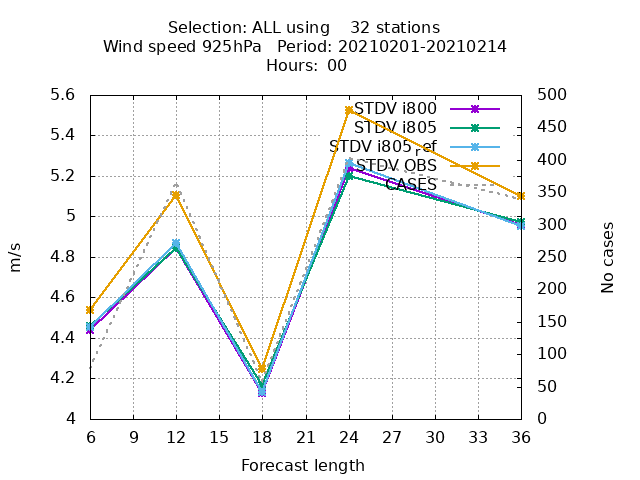 Selection: ALL using 32 stations
Wind speed 925hPa Period: 20210201-20210214
Hours: 00
STDV i800
STDV i805
STDV i805ref
STDV OBS
CASES
5.6
5.4
5.2
5
4.8
4.6
4.4
4.2
4
m/s
500
450
400
350
300
250
200
150
100
50
0
No cases
6 9 12 15 18 21 24 27 30 33 36
Forecast length